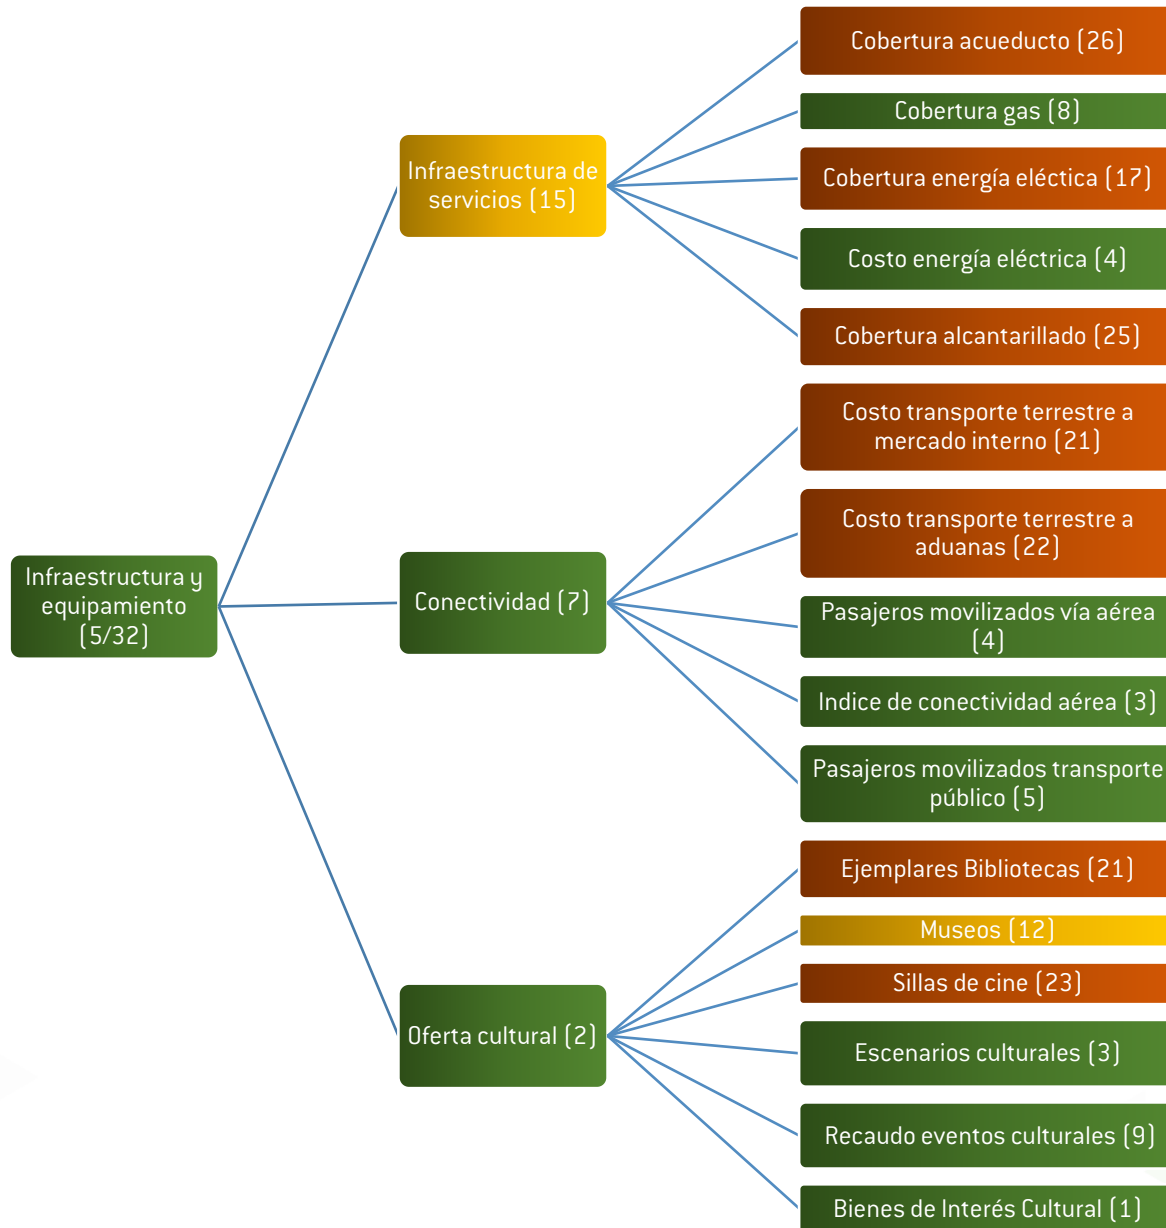 Infraestructura y
equipamiento
(5/32)
Infraestructura de
servicios (15)
Cobertura acueducto (26)
Cobertura gas (8)
Cobertura energía eléctica (17)
Costo energía eléctrica (4)
Cobertura alcantarillado (25)
Conectividad (7)
Costo transporte terrestre a
mercado interno (21)
Costo transporte terrestre a
aduanas (22)
Pasajeros movilizados vía aérea
(4)
Indice de conectividad aérea (3)
Pasajeros movilizados transporte
público (5)
Oferta cultural (2)
Ejemplares Bibliotecas (21)
Museos (12)
Sillas de cine (23)
Escenarios culturales (3)
Recaudo eventos culturales (9)
Bienes de Interés Cultural (1)